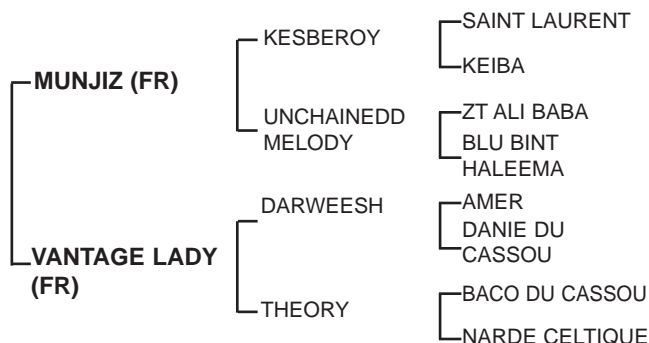 SAINT LAURENT
KESBEROY
KEIBA
MUNJIZ (FR)
ZT ALI BABA
UNCHAINEDD
MELODY
BLU BINT
HALEEMA
AMER
DARWEESH
DANIE DU
CASSOU
VANTAGE LADY
(FR)
BACO DU CASSOU
THEORY
NARDE CELTIQUE